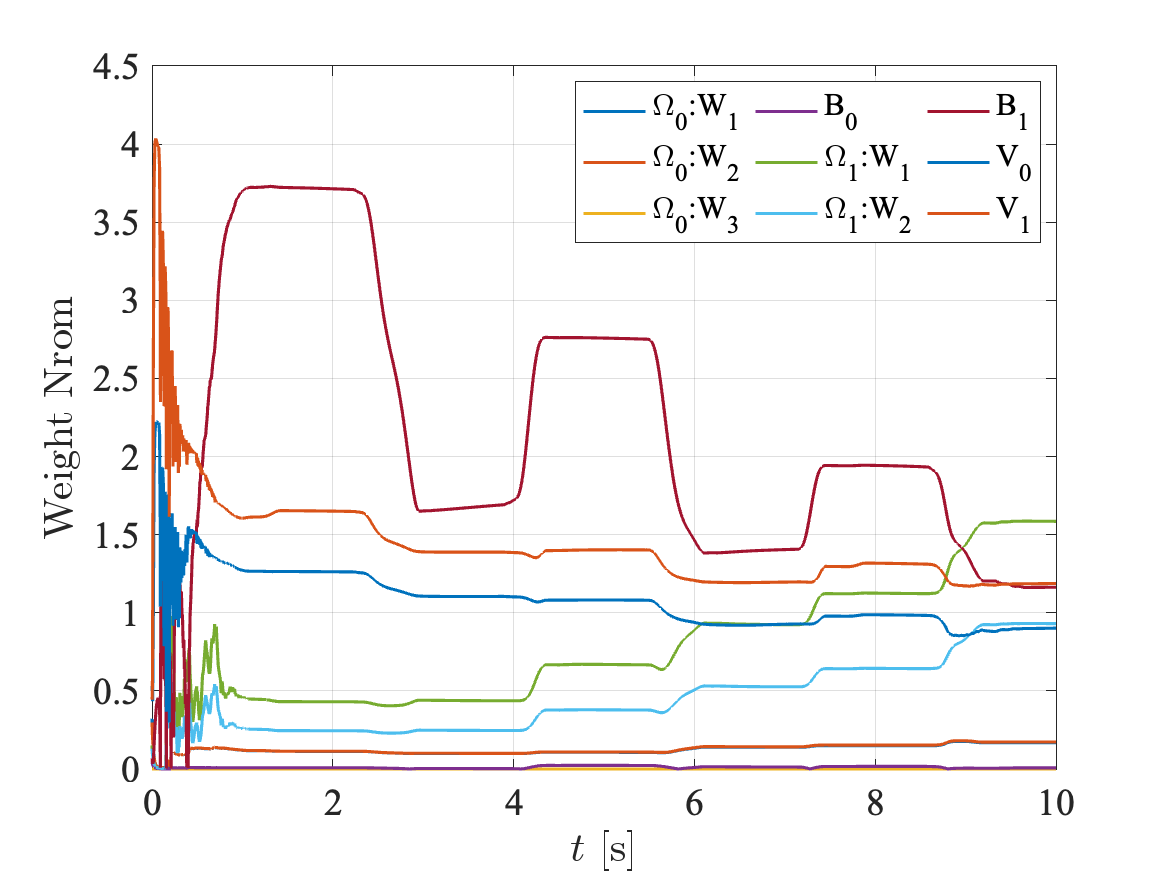 4.5
4
3.5
3
2.5
2
1.5
1
0.5
0
Weight Nrom
Ω₀:W₁ B₀ B₁
Ω₀:W₂ Ω₁:W₁ V₀
Ω₀:W₃ Ω₁:W₂ V₁
0 2 4 6 8 10
t [s]